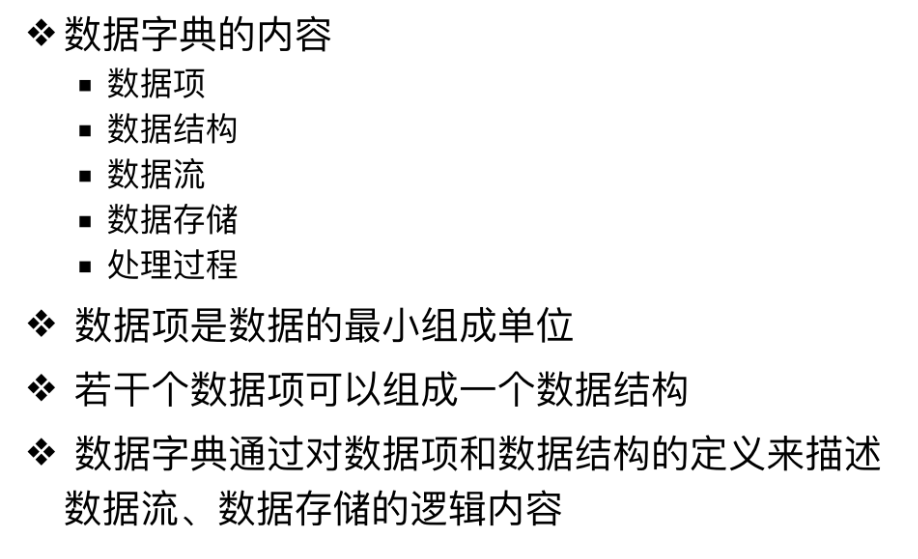 ❖ 数据字典的内容
▪ 数据项
▪ 数据结构
▪ 数据流
▪ 数据存储
▪ 处理过程
❖ 数据项是数据的最小组成单位
❖ 若干个数据项可以组成一个数据结构
❖ 数据字典通过对数据项和数据结构的定义来描述
数据流、数据存储的逻辑内容